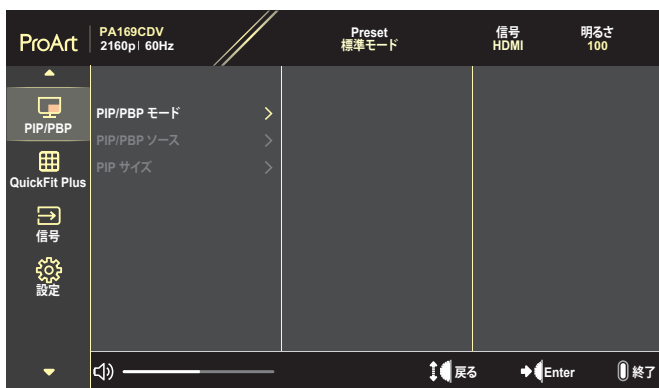 ProArt
PA169CDV
2160p| 60Hz
Preset
標準モード
信号
HDMI
明るさ
100
PIP/PBP
QuickFit Plus
信号
設定
PIP/PBP モード
PIP/PBP ソース
PIP サイズ
戻る
Enter
終了